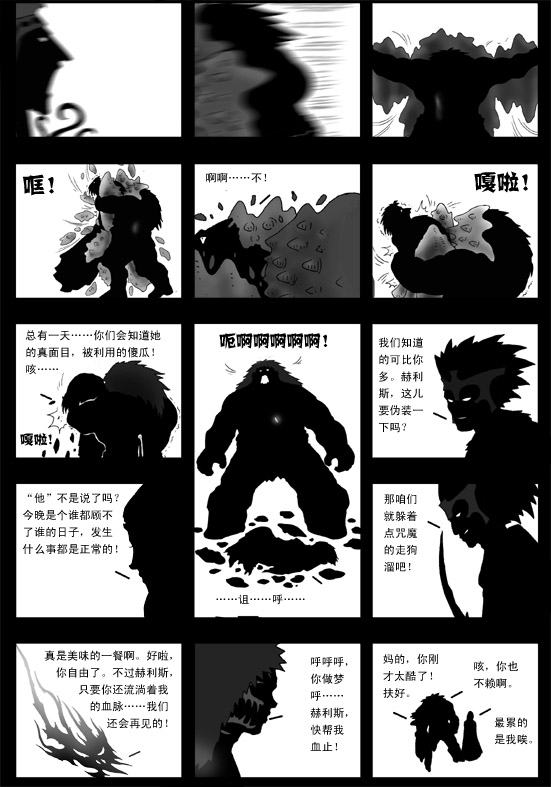 哐！
啊啊……不！
嘎啦！
总有一天……你们会知道她
的真面目，被利用的傻瓜！
咳……
嘎啦！
呃啊啊啊啊啊！
……诅……呼……
我们知道
的可比你
多。赫利
斯，这儿
要伪装一
下吗？
“他”不是说了吗？
今晚是个谁都顾不
了谁的日子，发生
什么事都是正常的！
那咱们
就躲着
点咒魔
的走狗
溜吧！
真是美味的一餐啊。好啦，
你自由了。不过赫利斯，
只要你还流淌着我
的血脉……我们
还会再见的！
呼呼呼，
你做梦
呼……
赫利斯，
快帮我
血止！
妈的，你刚
才太酷了！
扶好。
咳，你也
不赖啊。
最累的
是我唉。